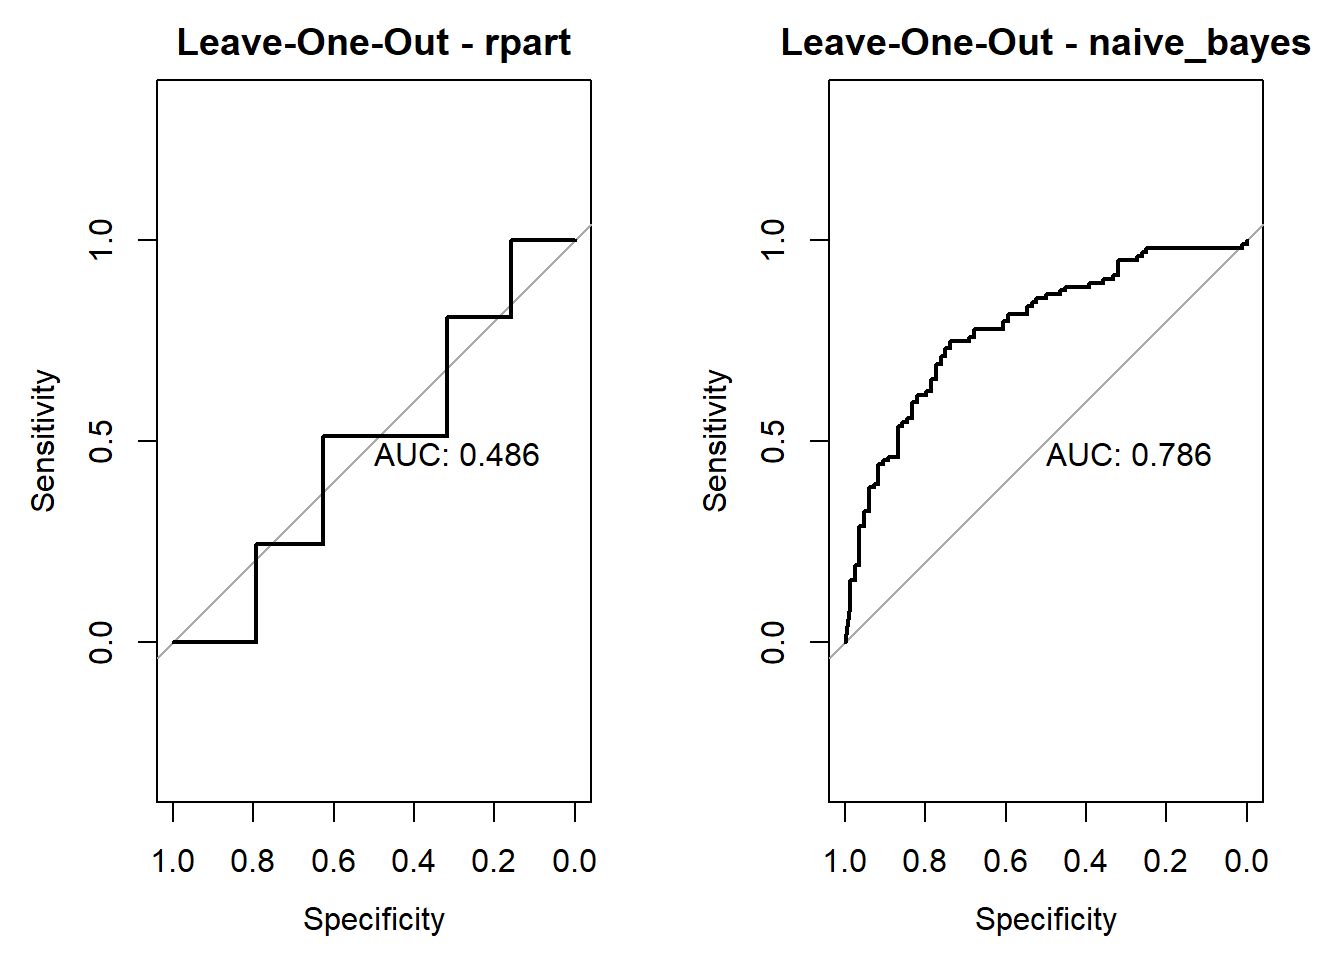 Leave-One-Out - rpart
Sensitivity
1.0
0.5
0.0
AUC: 0.486
1.0 0.8 0.6 0.4 0.2 0.0
Specificity
Leave-One-Out - naive_bayes
Sensitivity
1.0
0.5
0.0
AUC: 0.786
1.0 0.8 0.6 0.4 0.2 0.0
Specificity